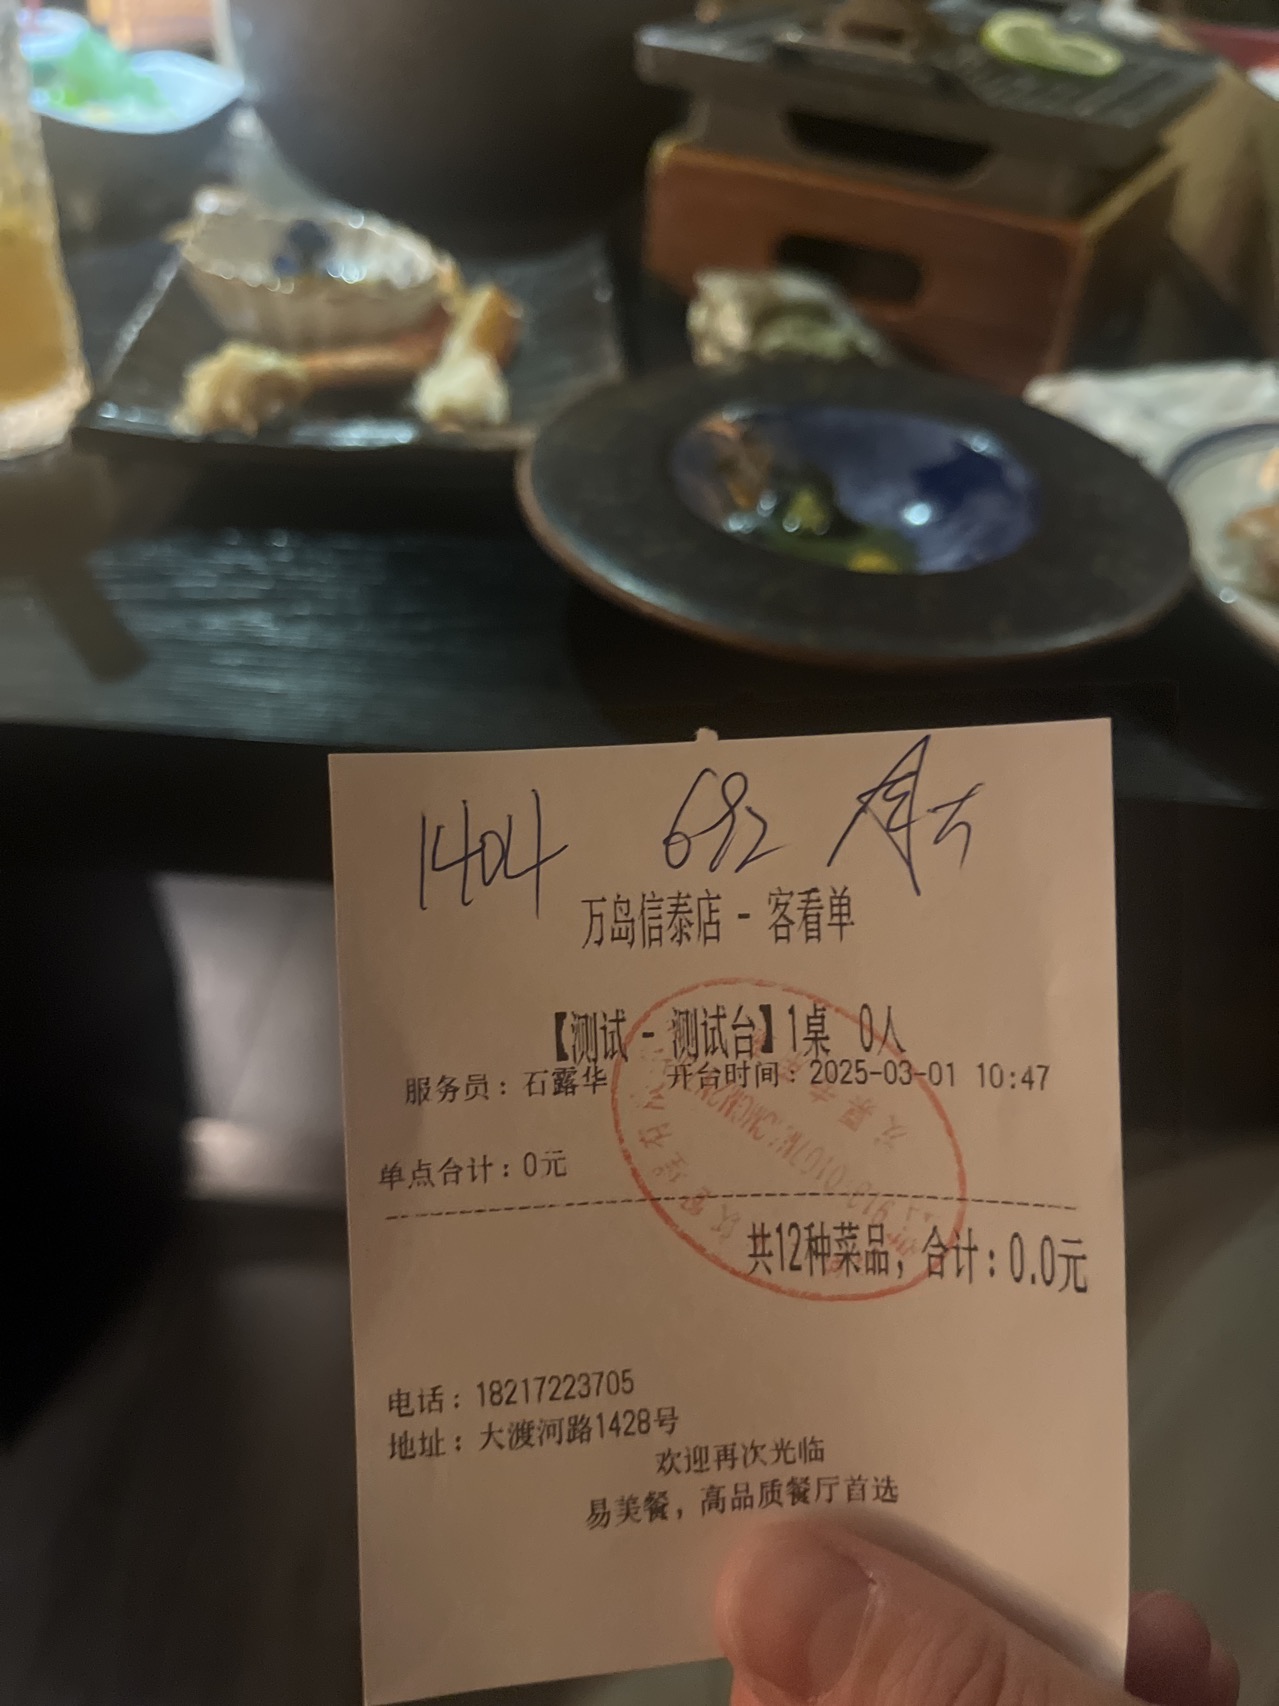 1404 692
万岛信泰店 - 客看单
【测试 - 测试台】1桌 0人
服务员：石露华 开台时间：2025-03-01 10:47
单点合计：0元
共12种菜品，合计：0.0元
电话：18217223705
地址：大渡河路1428号
欢迎再次光临
易美餐，高品质餐厅首选